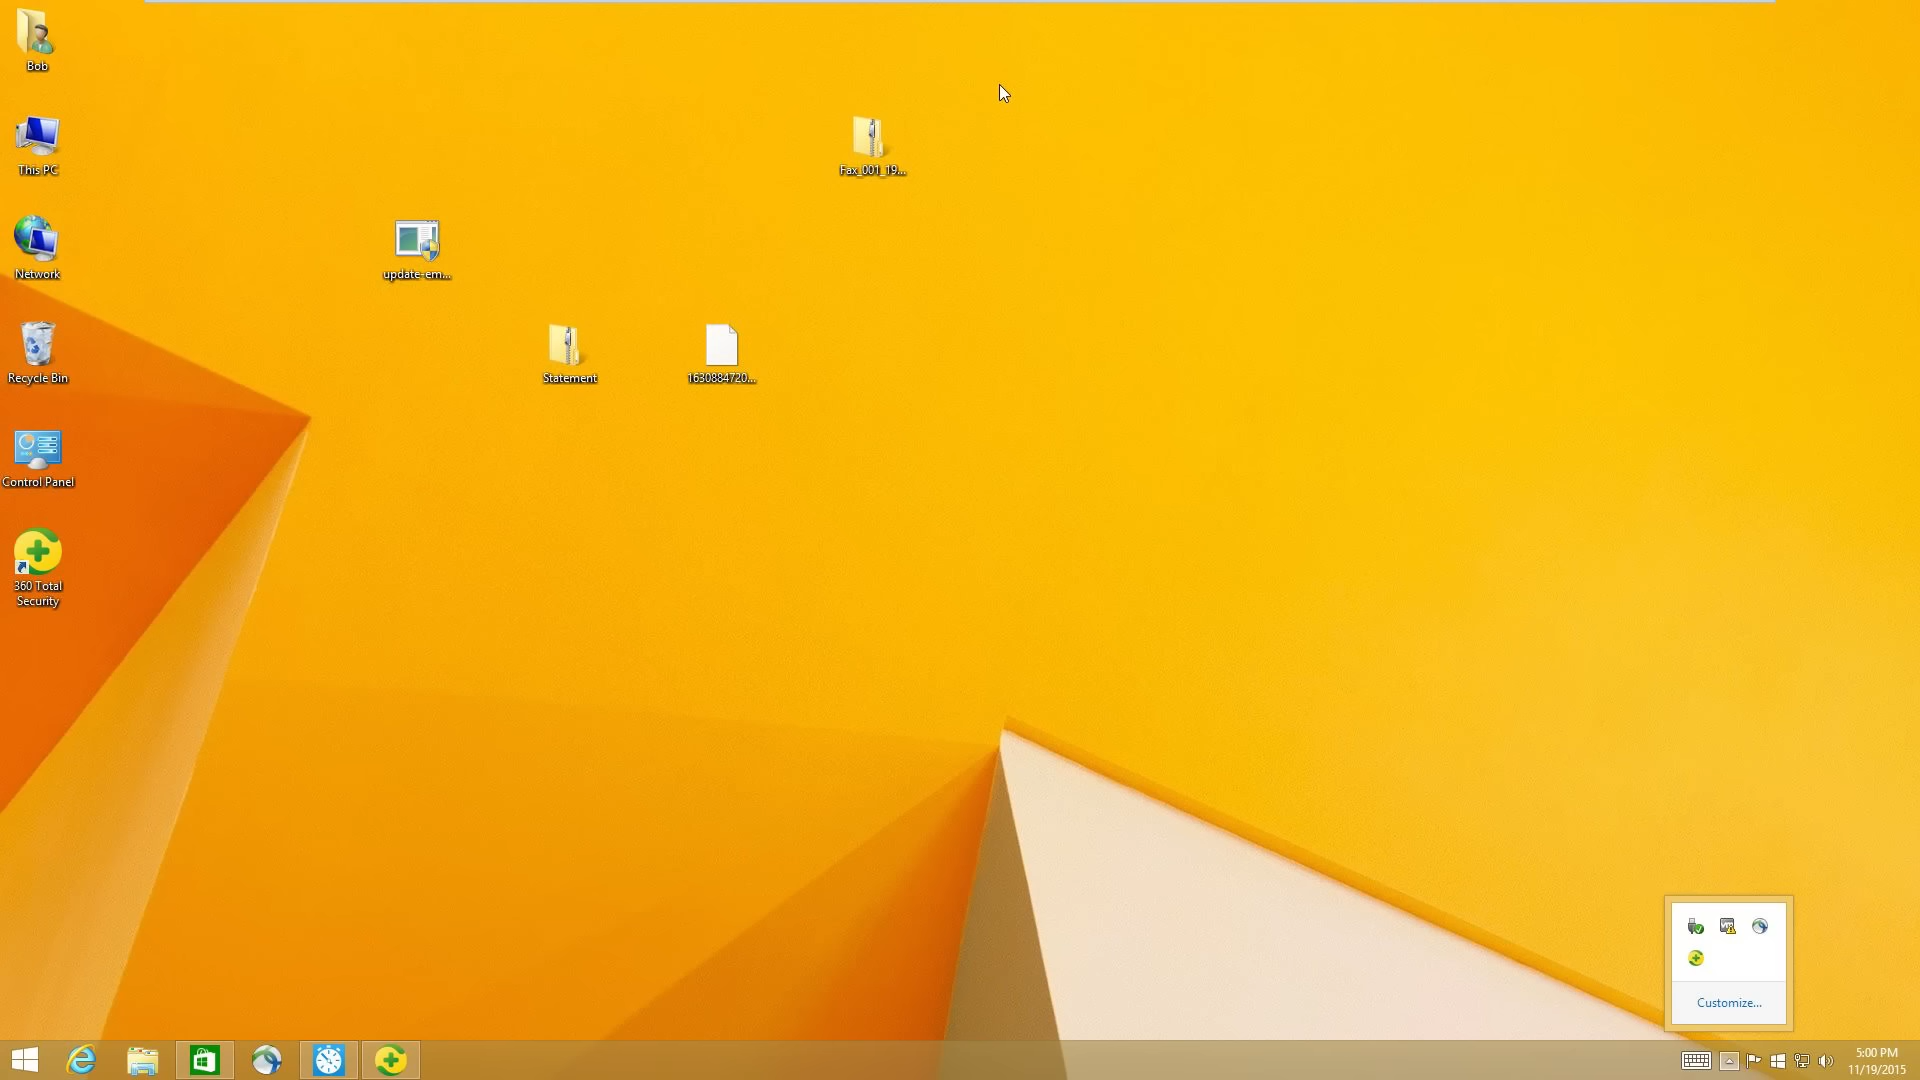 Bob
This PC
Fax_001_19...
Network
update-em...
Recycle Bin
Statement
1630884720...
Control Panel
360 Total
Security
Customize...
5:00 PM
11/19/2015